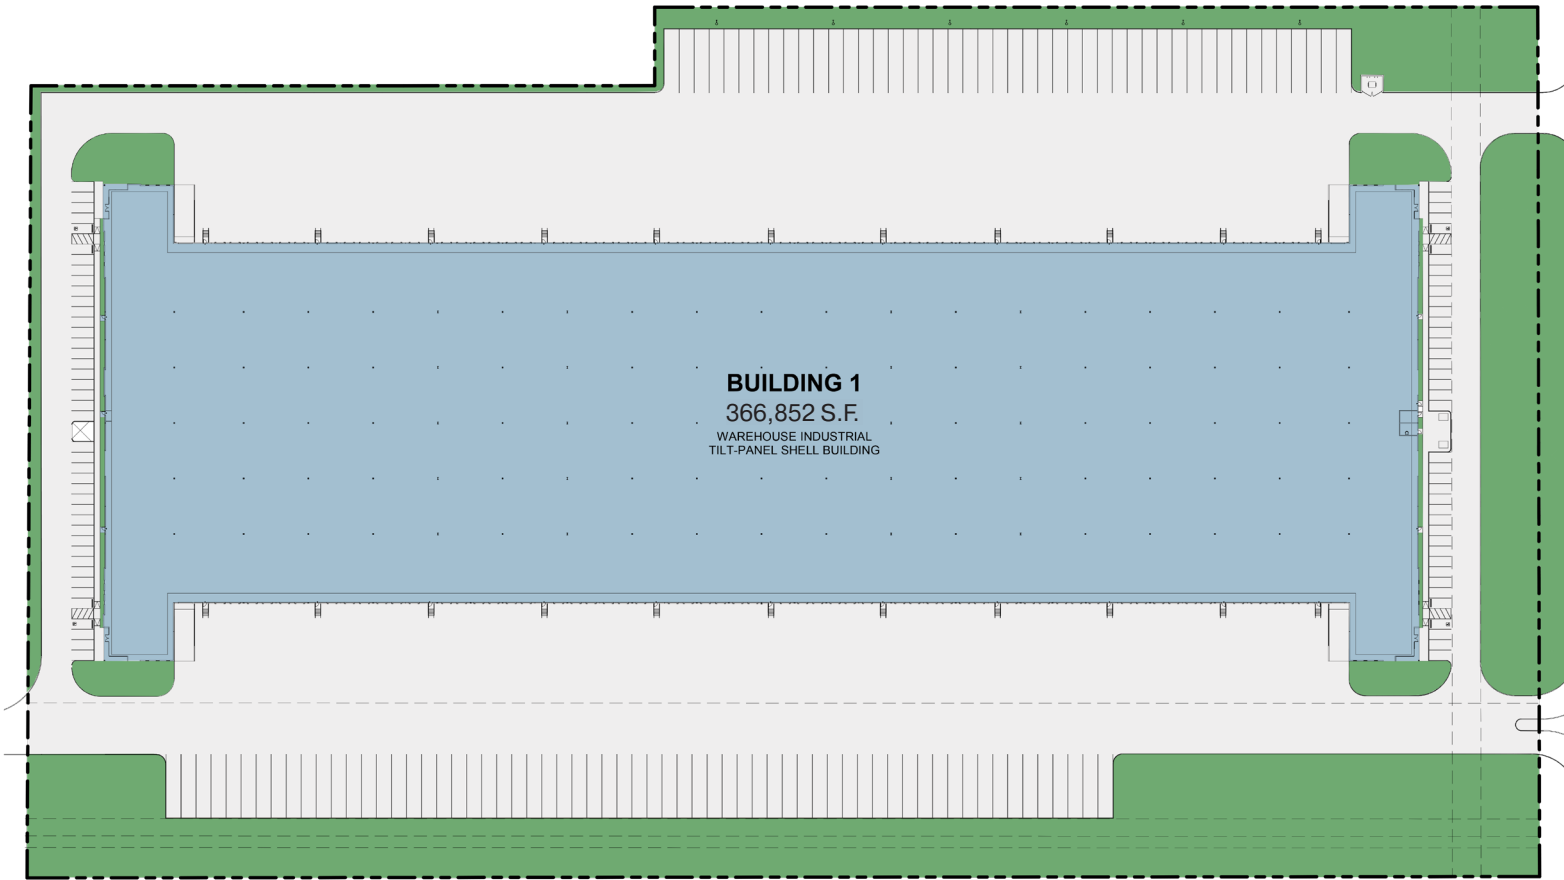 BUILDING 1
366,852 S.F.
WAREHOUSE INDUSTRIAL
TILT-PANEL SHELL BUILDING